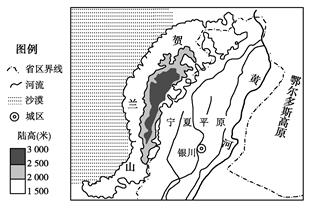 图例
省区界线
河流
沙漠
城区
陆高(米)
3 000
2 500
2 000
1 500
贺
兰
山
宁夏平原
银川
黄
河
鄂尔多斯高原